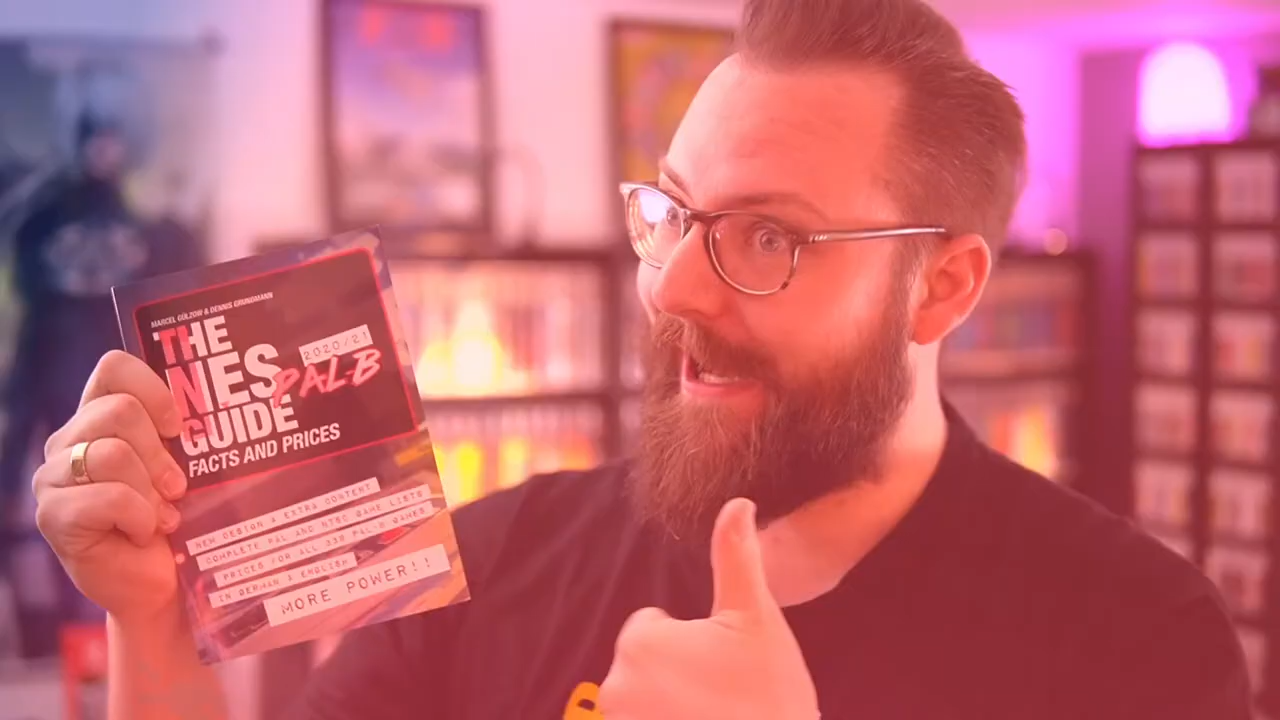 MARCEL GÜLZOW & DENNIS GRUNDMANN
THE
NES
GUIDE
2020/21
PAL-B
FACTS AND PRICES
NEW DESIGN & EXTRA CONTENT
COMPLETE PAL AND NTSC GAME LISTS
PRICES FOR ALL 338 PAL-B GAMES
IN GERMAN & ENGLISH
MORE POWER!!